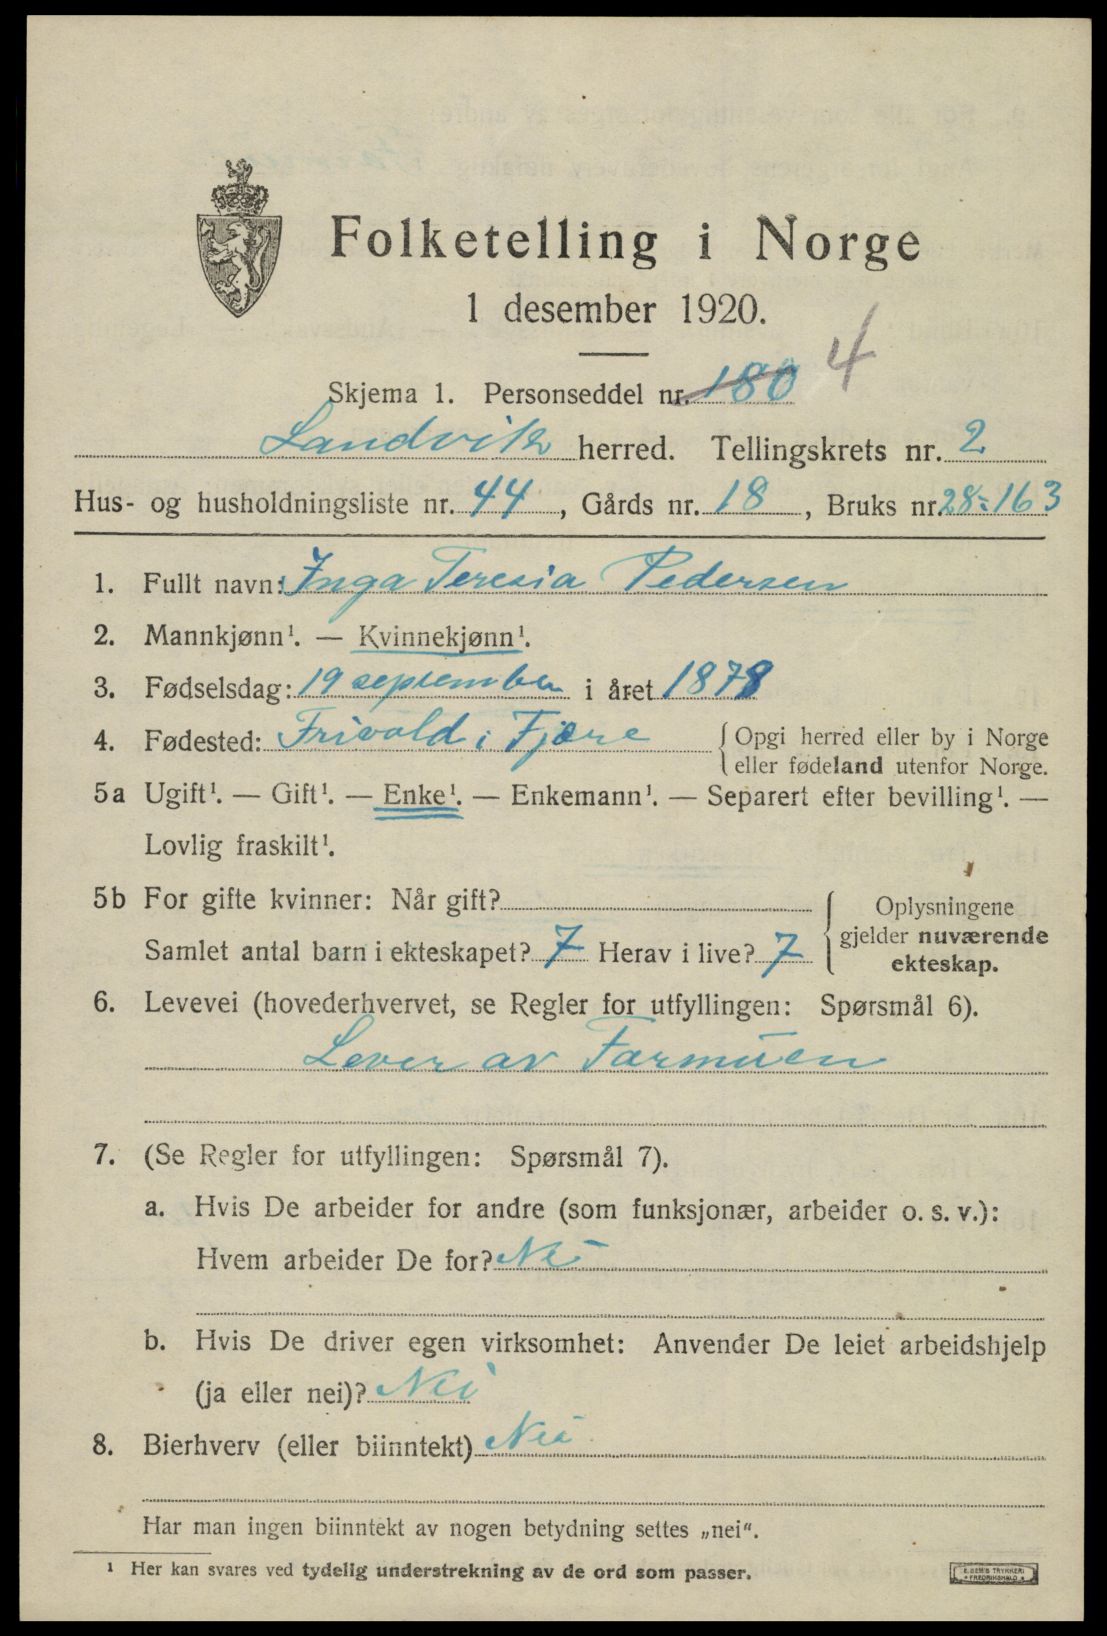 Folketelling i Norge
1 desember 1920.
Skjema 1. Personseddel nr. 180 4
Landvik herred. Tellingskrets nr. 2
Hus- og husholdningsliste nr. 44, Gårds nr. 18, Bruks nr. 28-163
1. Fullt navn: Inga Teresia Pedersen
2. Mannkjønn¹. — Kvinnekjønn¹.
3. Fødselsdag: 19 september i året 1878
4. Fødested: Frivold i Fjære { Opgi herred eller by i Norge
eller fødeland utenfor Norge.
5a Ugift¹. — Gift¹. — Enke¹. — Enkemann¹. — Separert efter bevilling¹. —
Lovlig fraskilt¹.
5b For gifte kvinner: Når gift?
Samlet antal barn i ekteskapet? 7 Herav i live? 7
{ Oplysningene
gjelder nuværende
ekteskap.
6. Levevei (hovederhvervet, se Regler for utfyllingen: Spørsmål 6).
Lever av Farmuen
7. (Se Regler for utfyllingen: Spørsmål 7).
a. Hvis De arbeider for andre (som funksjonær, arbeider o. s. v.):
Hvem arbeider De for? Nei
b. Hvis De driver egen virksomhet: Anvender De leiet arbeidshjelp
(ja eller nei)? Nei
8. Bierhverv (eller biinntekt) Nei
Har man ingen biinntekt av nogen betydning settes „nei“.
¹ Her kan svares ved tydelig understrekning av de ord som passer.
E. SEM'S TRYKKERI
FREDRIKSHALD